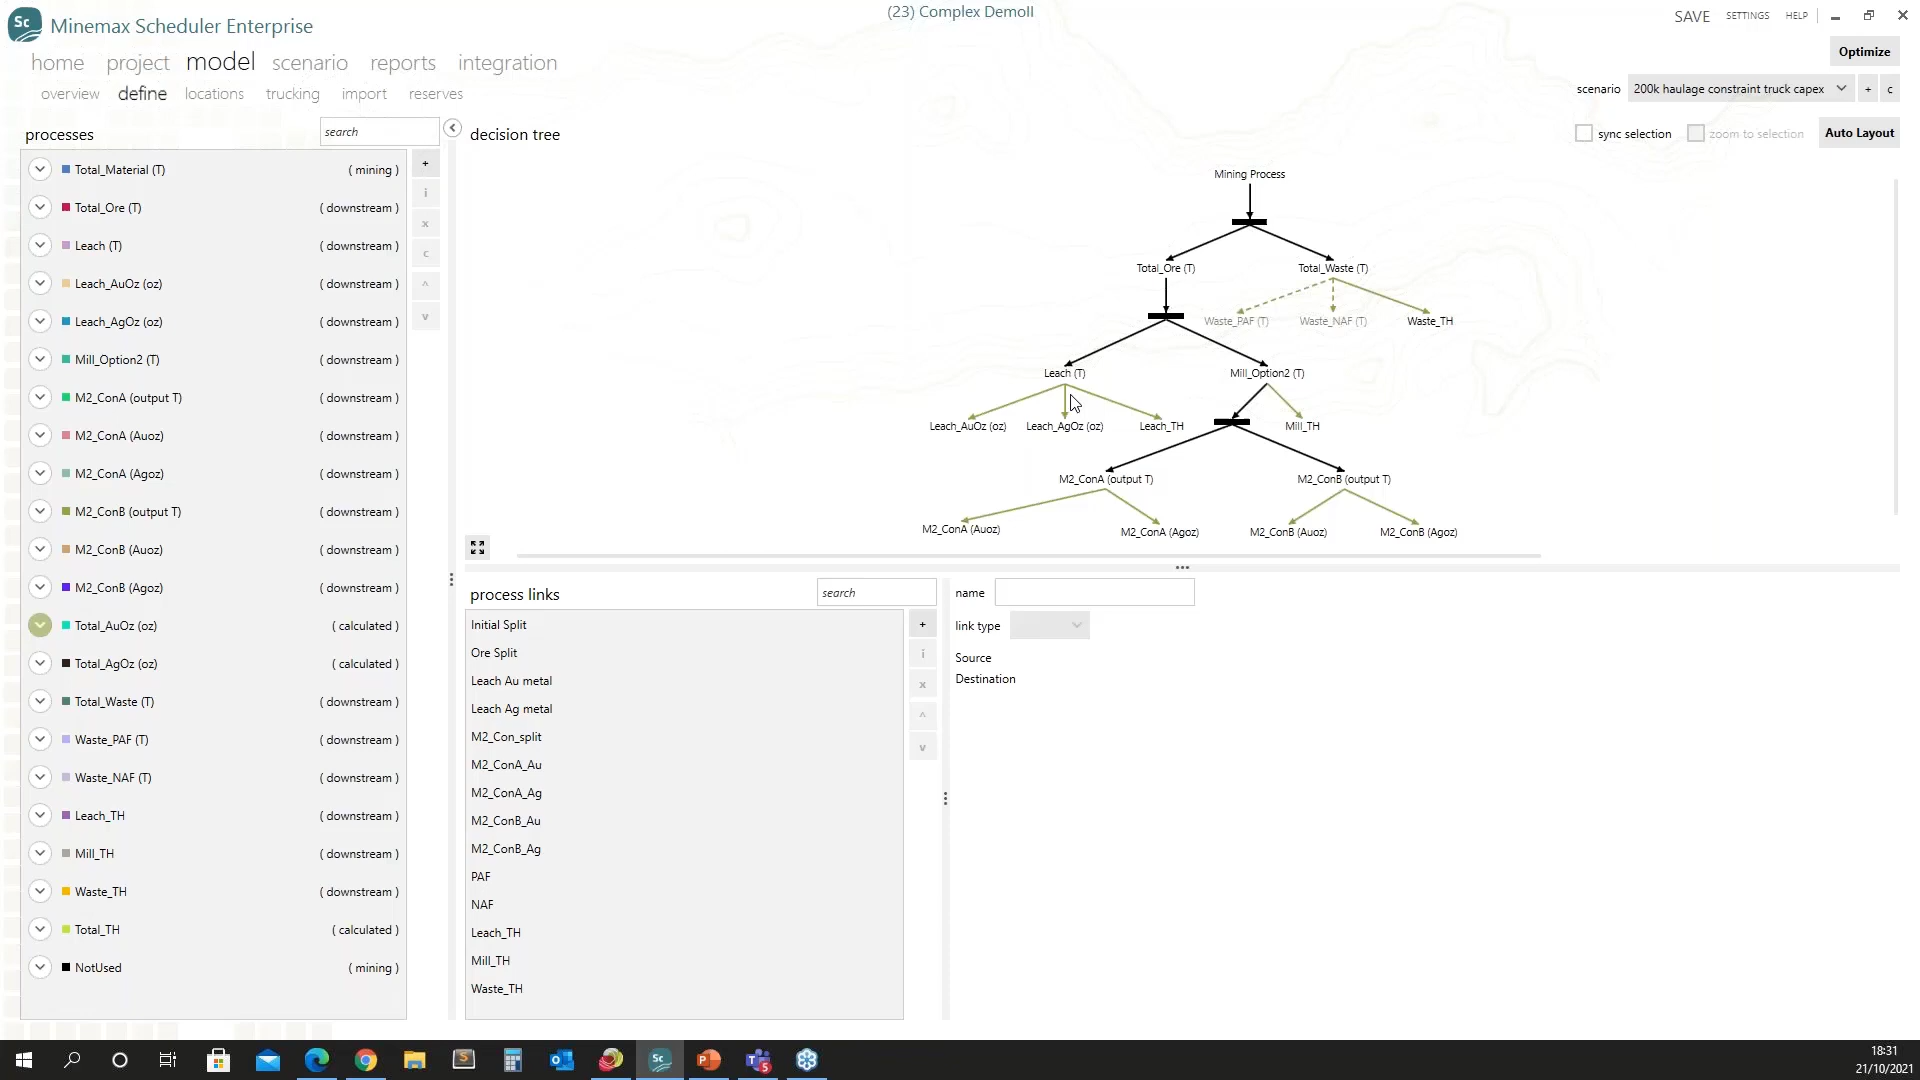 Sc Minemax Scheduler Enterprise
(23) Complex DemoII
SAVE SETTINGS HELP
home project model scenario reports integration
Optimize
overview define locations trucking import reserves
scenario 200k haulage constraint truck capex + c
processes search
decision tree
sync selection zoom to selection Auto Layout
Total_Material (T) ( mining )
Total_Ore (T) ( downstream )
Leach (T) ( downstream )
Leach_AuOz (oz) ( downstream )
Leach_AgOz (oz) ( downstream )
Mill_Option2 (T) ( downstream )
M2_ConA (output T) ( downstream )
M2_ConA (Auoz) ( downstream )
M2_ConA (Agoz) ( downstream )
M2_ConB (output T) ( downstream )
M2_ConB (Auoz) ( downstream )
M2_ConB (Agoz) ( downstream )
Total_AuOz (oz) ( calculated )
Total_AgOz (oz) ( calculated )
Total_Waste (T) ( downstream )
Waste_PAF (T) ( downstream )
Waste_NAF (T) ( downstream )
Leach_TH ( downstream )
Mill_TH ( downstream )
Waste_TH ( downstream )
Total_TH ( calculated )
NotUsed ( mining )
+
i
x
c
^
v
Mining Process
Total_Ore (T) Total_Waste (T)
Waste_PAF (T) Waste_NAF (T) Waste_TH
Leach (T) Mill_Option2 (T)
Leach_AuOz (oz) Leach_AgOz (oz) Leach_TH Mill_TH
M2_ConA (output T) M2_ConB (output T)
M2_ConA (Auoz) M2_ConA (Agoz) M2_ConB (Auoz) M2_ConB (Agoz)
process links search
Initial Split
Ore Split
Leach Au metal
Leach Ag metal
M2_Con_split
M2_ConA_Au
M2_ConA_Ag
M2_ConB_Au
M2_ConB_Ag
PAF
NAF
Leach_TH
Mill_TH
Waste_TH
+
i
x
^
v
name
link type
Source
Destination
S Sc P T 5
18:31
21/10/2021